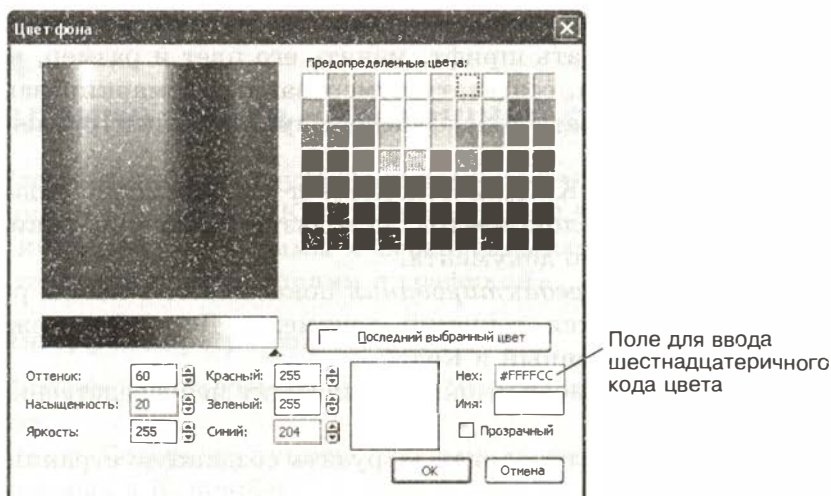 Цвет фона
Предопределенные цвета:
Последний выбранный цвет
Оттенок: 60 Красный: 255 Hex: #FFFFCC
Насыщенность: 20 Зеленый: 255 Имя:
Яркость: 255 Синий: 204 Прозрачный
OK Отмена
Поле для ввода
шестнадцатеричного
кода цвета